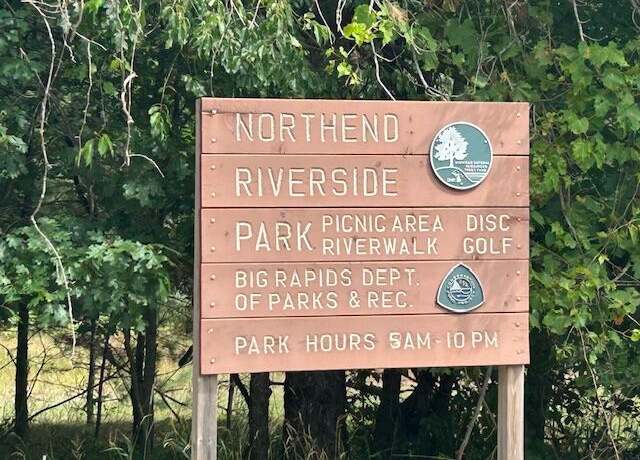 NORTHEND
RIVERSIDE
PARK PICNIC AREA DISC
RIVERWALK GOLF
BIG RAPIDS DEPT.
OF PARKS & REC.
PARK HOURS 5AM-10 PM